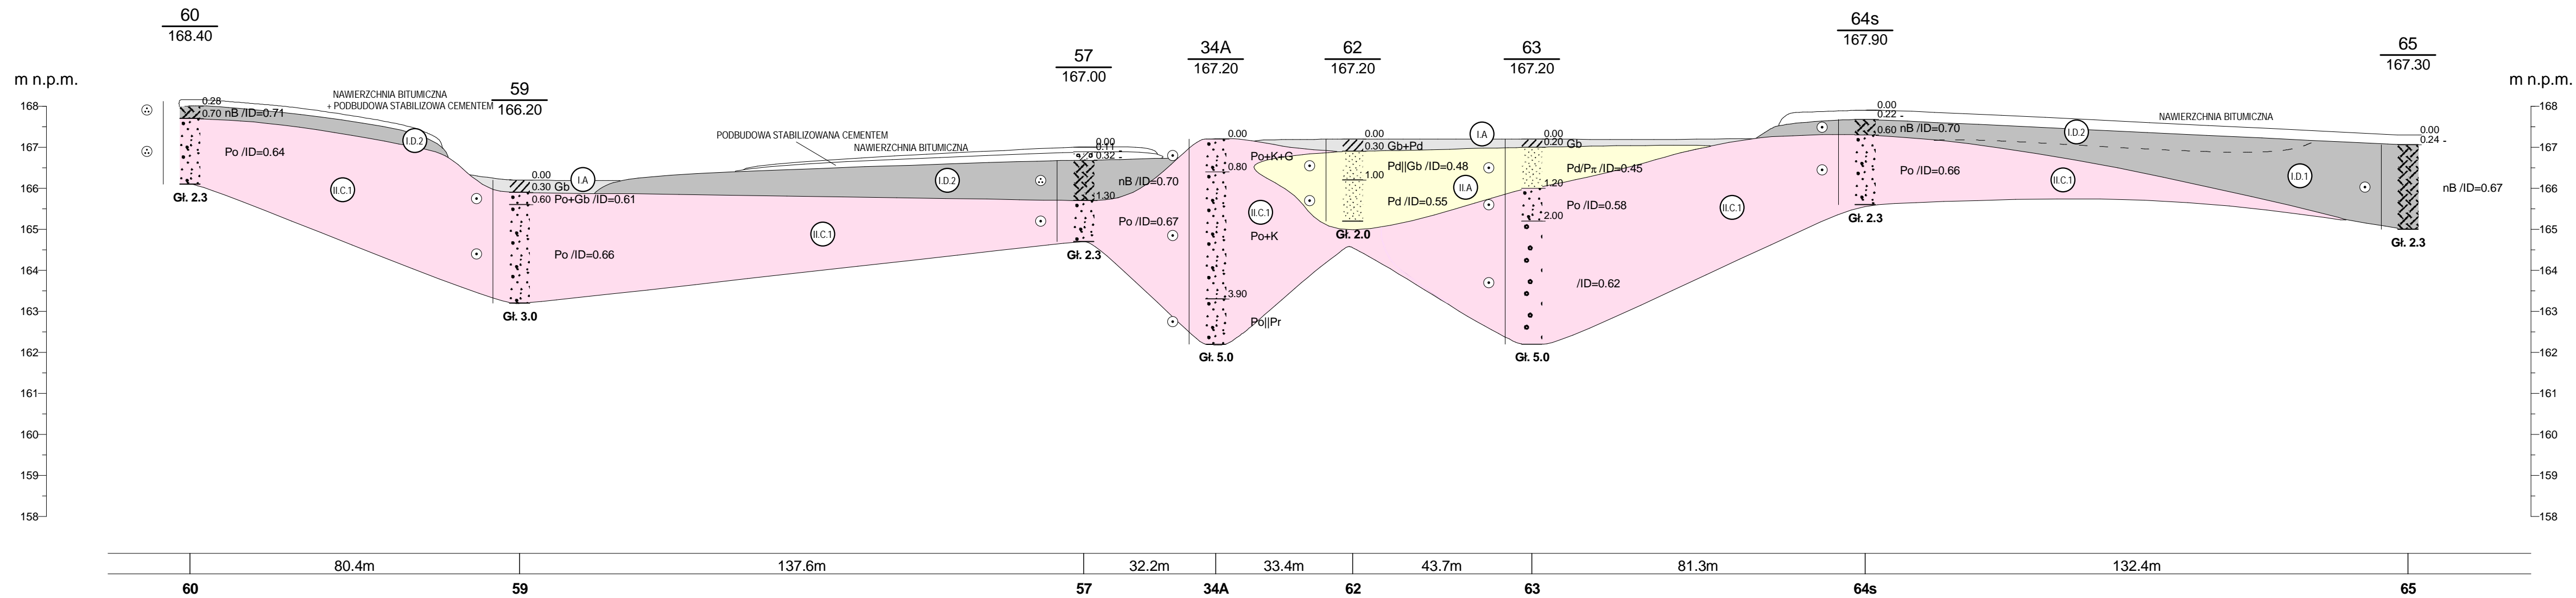 60
168.40
64s
167.90
34A
167.20
62
167.20
63
167.20
65
167.30
57
167.00
m n.p.m.
m n.p.m.
59
166.20
NAWIERZCHNIA BITUMICZNA
+ PODBUDOWA STABILIZOWA CEMENTEM
168
167
166
165
164
163
162
161
160
159
158
0.28
0.70 nB /ID=0.71
Po /ID=0.64
Gł. 2.3
I.D.2
II.C.1
0.00
0.30 Gb
0.60 Po+Gb /ID=0.61
Po /ID=0.66
Gł. 3.0
I.A
PODBUDOWA STABILIZOWANA CEMENTEM
NAWIERZCHNIA BITUMICZNA
I.D.2
II.C.1
0.00
0.11
0.32 -
nB /ID=0.70
1.30
Po /ID=0.67
Gł. 2.3
0.00
Po+K+G
0.80
II.C.1
Po+K
3.90
Po||Pr
Gł. 5.0
0.00
0.30 Gb+Pd
Pd||Gb /ID=0.48
1.00
Pd /ID=0.55
Gł. 2.0
I.A
II.A
0.00
0.20 Gb
Pd/Pπ /ID=0.45
1.20
Po /ID=0.58
2.00
/ID=0.62
Gł. 5.0
II.C.1
0.00
0.22 -
0.60 nB /ID=0.70
Po /ID=0.66
Gł. 2.3
NAWIERZCHNIA BITUMICZNA
I.D.2
II.C.1
I.D.1
0.00
0.24 -
nB /ID=0.67
Gł. 2.3
168
167
166
165
164
163
162
161
160
159
158
80.4m
137.6m
32.2m
33.4m
43.7m
81.3m
132.4m
60
59
57
34A
62
63
64s
65